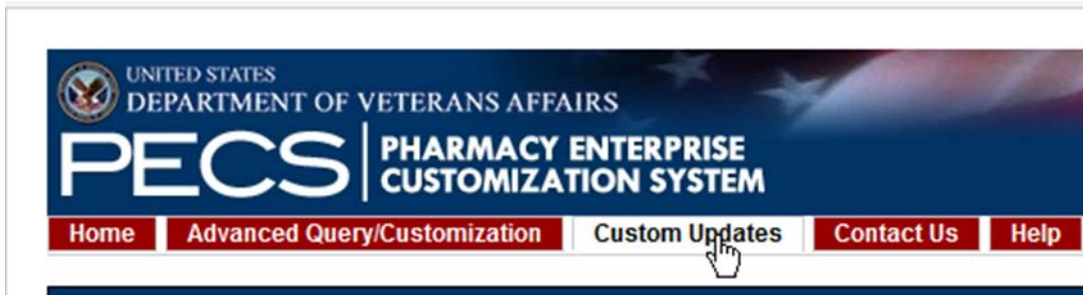 UNITED STATES
DEPARTMENT OF VETERANS AFFAIRS
PECS PHARMACY ENTERPRISE
CUSTOMIZATION SYSTEM
Home Advanced Query/Customization Custom Updates Contact Us Help